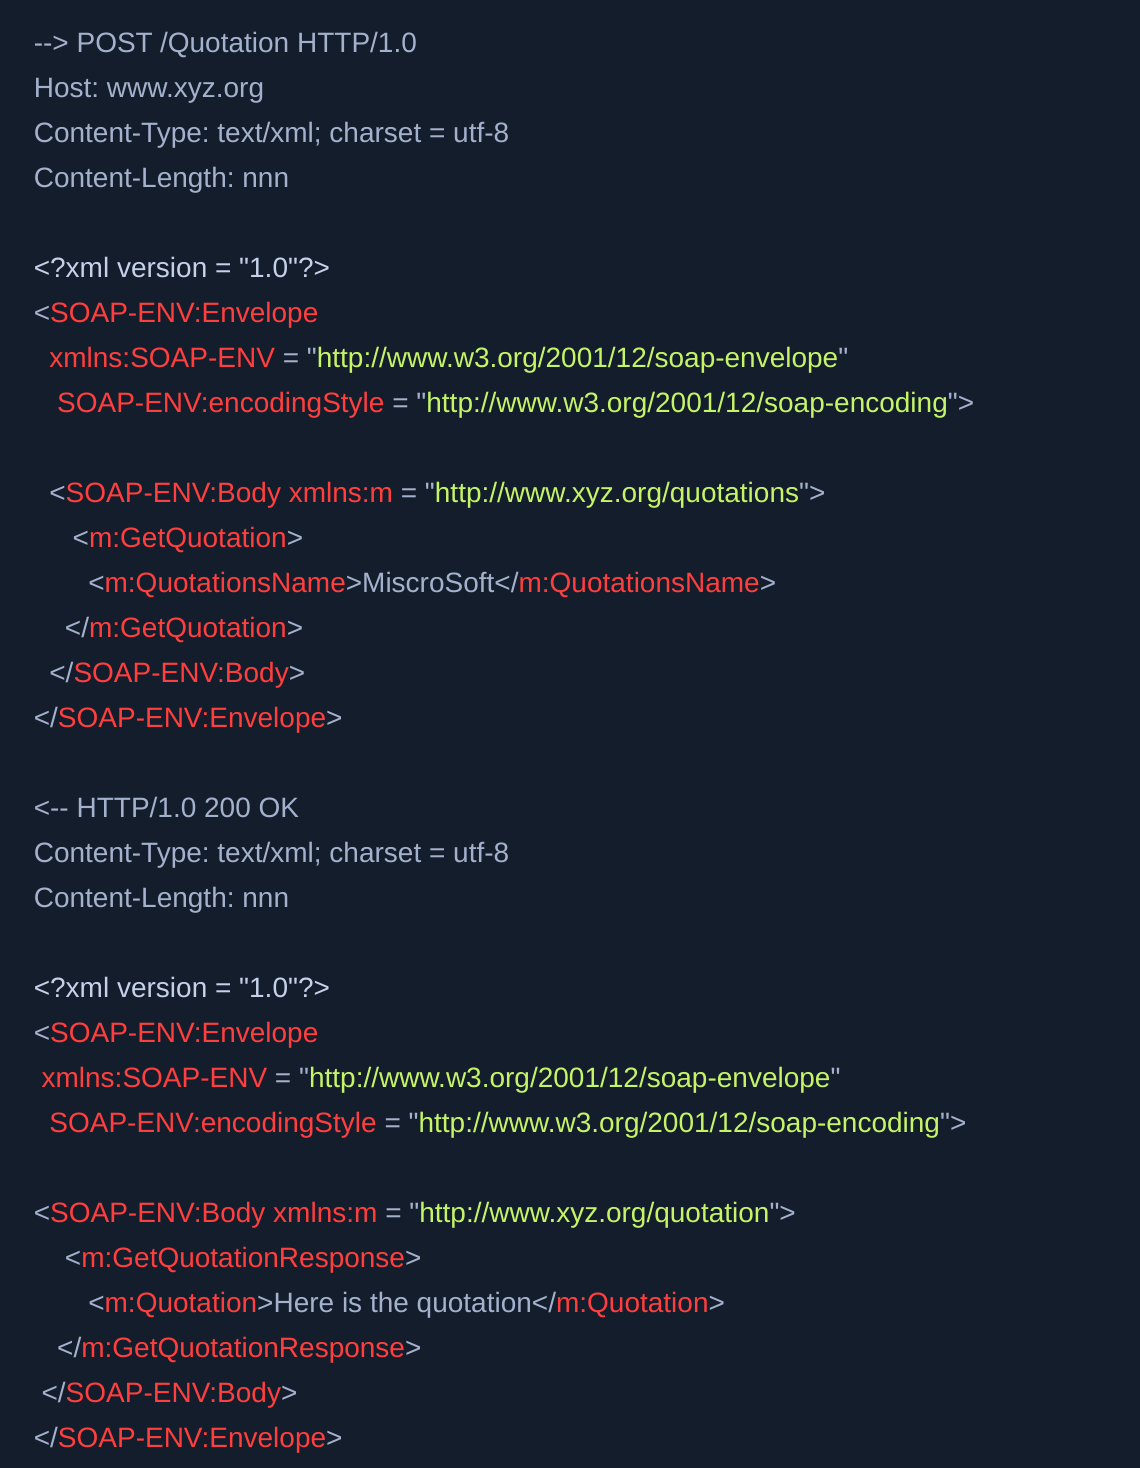 --> POST /Quotation HTTP/1.0
Host: www.xyz.org
Content-Type: text/xml; charset = utf-8
Content-Length: nnn

<?xml version = "1.0"?>
<SOAP-ENV:Envelope
  xmlns:SOAP-ENV = "http://www.w3.org/2001/12/soap-envelope"
   SOAP-ENV:encodingStyle = "http://www.w3.org/2001/12/soap-encoding">

  <SOAP-ENV:Body xmlns:m = "http://www.xyz.org/quotations">
     <m:GetQuotation>
       <m:QuotationsName>MiscroSoft</m:QuotationsName>
    </m:GetQuotation>
  </SOAP-ENV:Body>
</SOAP-ENV:Envelope>

<-- HTTP/1.0 200 OK
Content-Type: text/xml; charset = utf-8
Content-Length: nnn

<?xml version = "1.0"?>
<SOAP-ENV:Envelope
 xmlns:SOAP-ENV = "http://www.w3.org/2001/12/soap-envelope"
  SOAP-ENV:encodingStyle = "http://www.w3.org/2001/12/soap-encoding">

<SOAP-ENV:Body xmlns:m = "http://www.xyz.org/quotation">
    <m:GetQuotationResponse>
       <m:Quotation>Here is the quotation</m:Quotation>
   </m:GetQuotationResponse>
 </SOAP-ENV:Body>
</SOAP-ENV:Envelope>